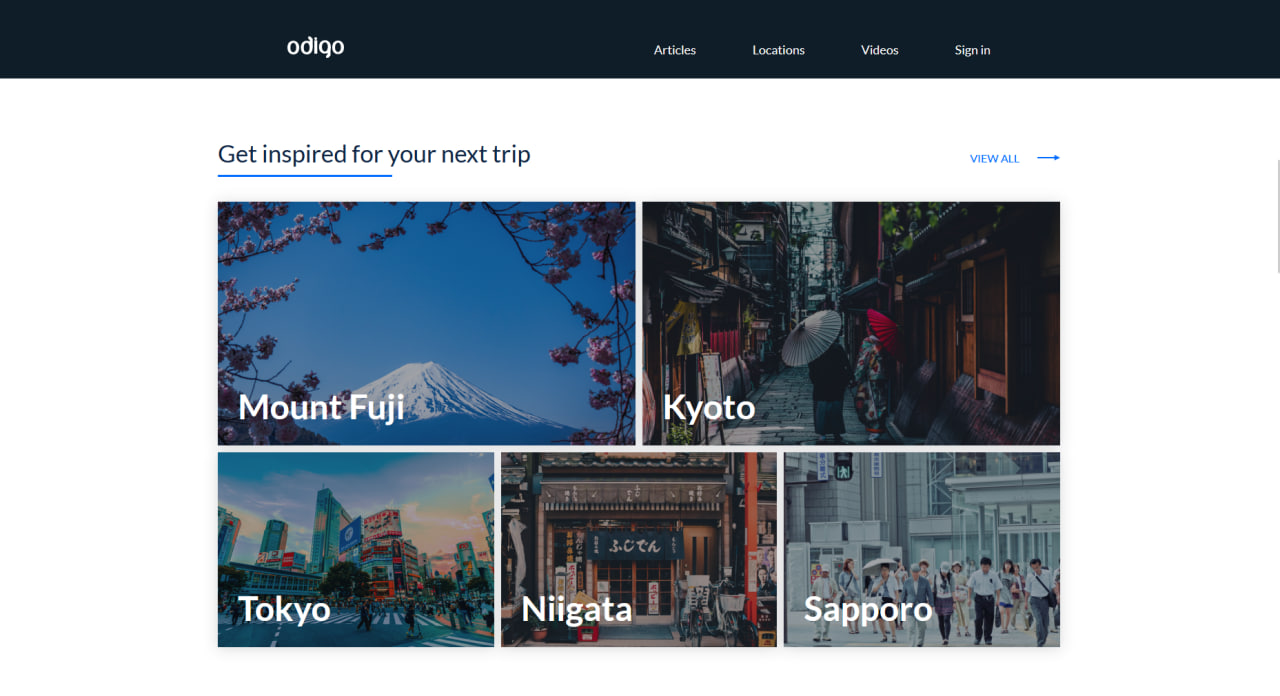 odigo
Articles Locations Videos Sign in
Get inspired for your next trip
VIEW ALL
Mount Fuji
Kyoto
Tokyo
Niigata
Sapporo
ふじでん